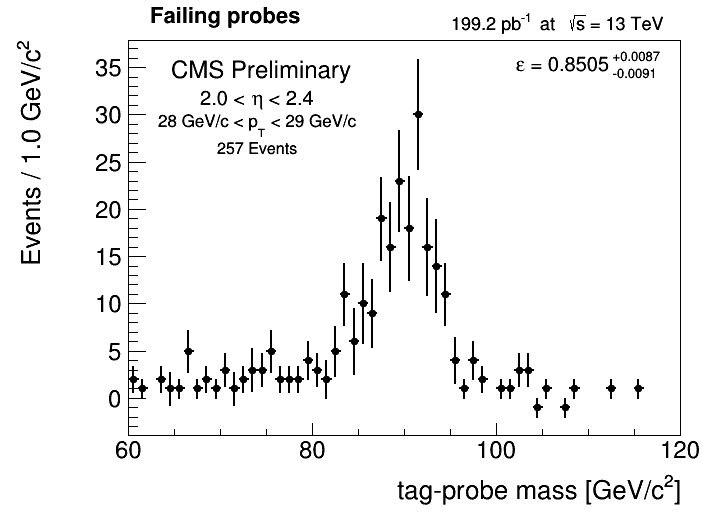 Failing probes
199.2 pb⁻¹ at √s = 13 TeV
CMS Preliminary
2.0 < η < 2.4
28 GeV/c < p_T < 29 GeV/c
257 Events
ε = 0.8505 +0.0087 -0.0091
Events / 1.0 GeV/c²
35
30
25
20
15
10
5
0
60 80 100 120
tag-probe mass [GeV/c²]